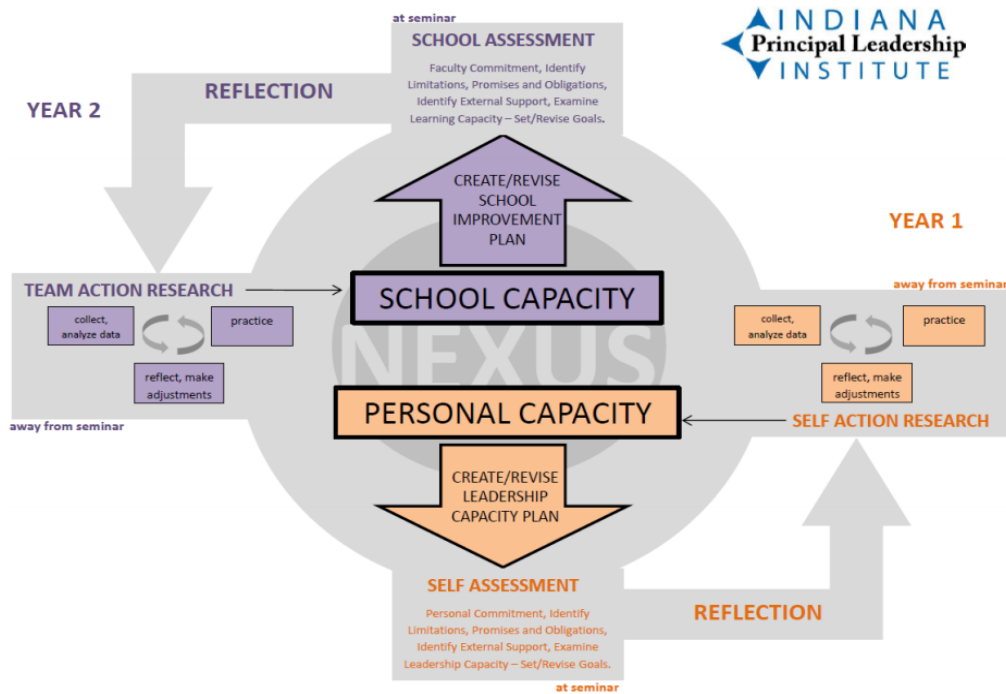 at seminar
SCHOOL ASSESSMENT
Faculty Commitment, Identify
Limitations, Promises and Obligations,
Identify External Support, Examine
Learning Capacity – Set/Revise Goals.
INDIANA
Principal Leadership
INSTITUTE
REFLECTION
YEAR 2
CREATE/REVISE
SCHOOL
IMPROVEMENT
PLAN
YEAR 1
TEAM ACTION RESEARCH
collect,
analyze data
practice
reflect, make
adjustments
away from seminar
SCHOOL CAPACITY
NEXUS
PERSONAL CAPACITY
away from seminar
collect,
analyze data
practice
reflect, make
adjustments
SELF ACTION RESEARCH
CREATE/REVISE
LEADERSHIP
CAPACITY PLAN
SELF ASSESSMENT
Personal Commitment, Identify
Limitations, Promises and Obligations,
Identify External Support, Examine
Leadership Capacity – Set/Revise Goals.
at seminar
REFLECTION